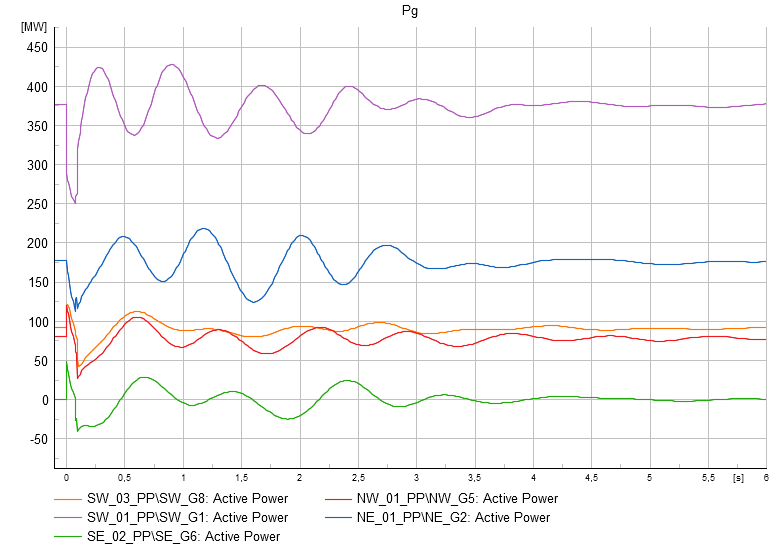 Pg
[MW]
450
400
350
300
250
200
150
100
50
0
-50
0 0,5 1 1,5 2 2,5 3 3,5 4 4,5 5 5,5 [s] 6
SW_03_PP\SW_G8: Active Power NW_01_PP\NW_G5: Active Power
SW_01_PP\SW_G1: Active Power NE_01_PP\NE_G2: Active Power
SE_02_PP\SE_G6: Active Power